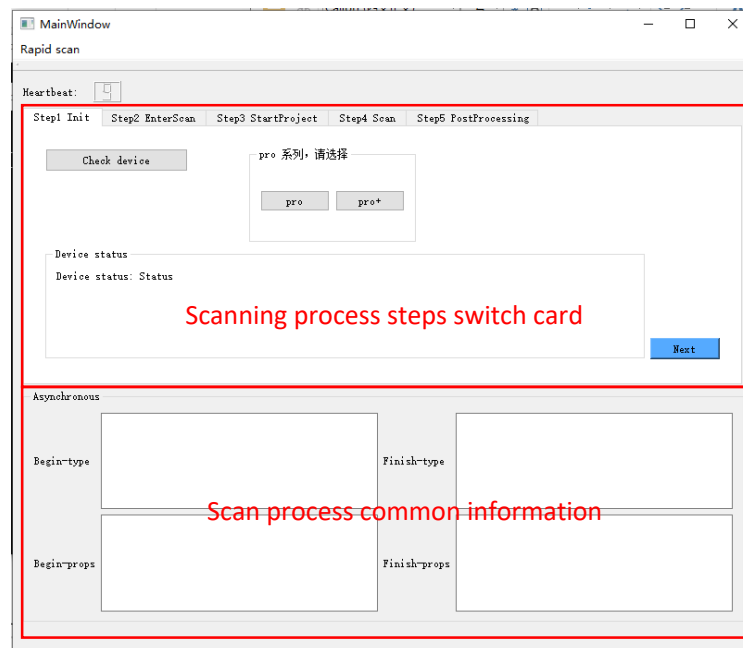 MainWindow
Rapid scan
Heartbeat:
Step1 Init Step2 EnterScan Step3 StartProject Step4 Scan Step5 PostProcessing
Check device
pro 系列，请选择
pro pro+
Device status
Device status: Status
Scanning process steps switch card
Next
Asynchronous
Begin-type Finish-type
Scan process common information
Begin-props Finish-props